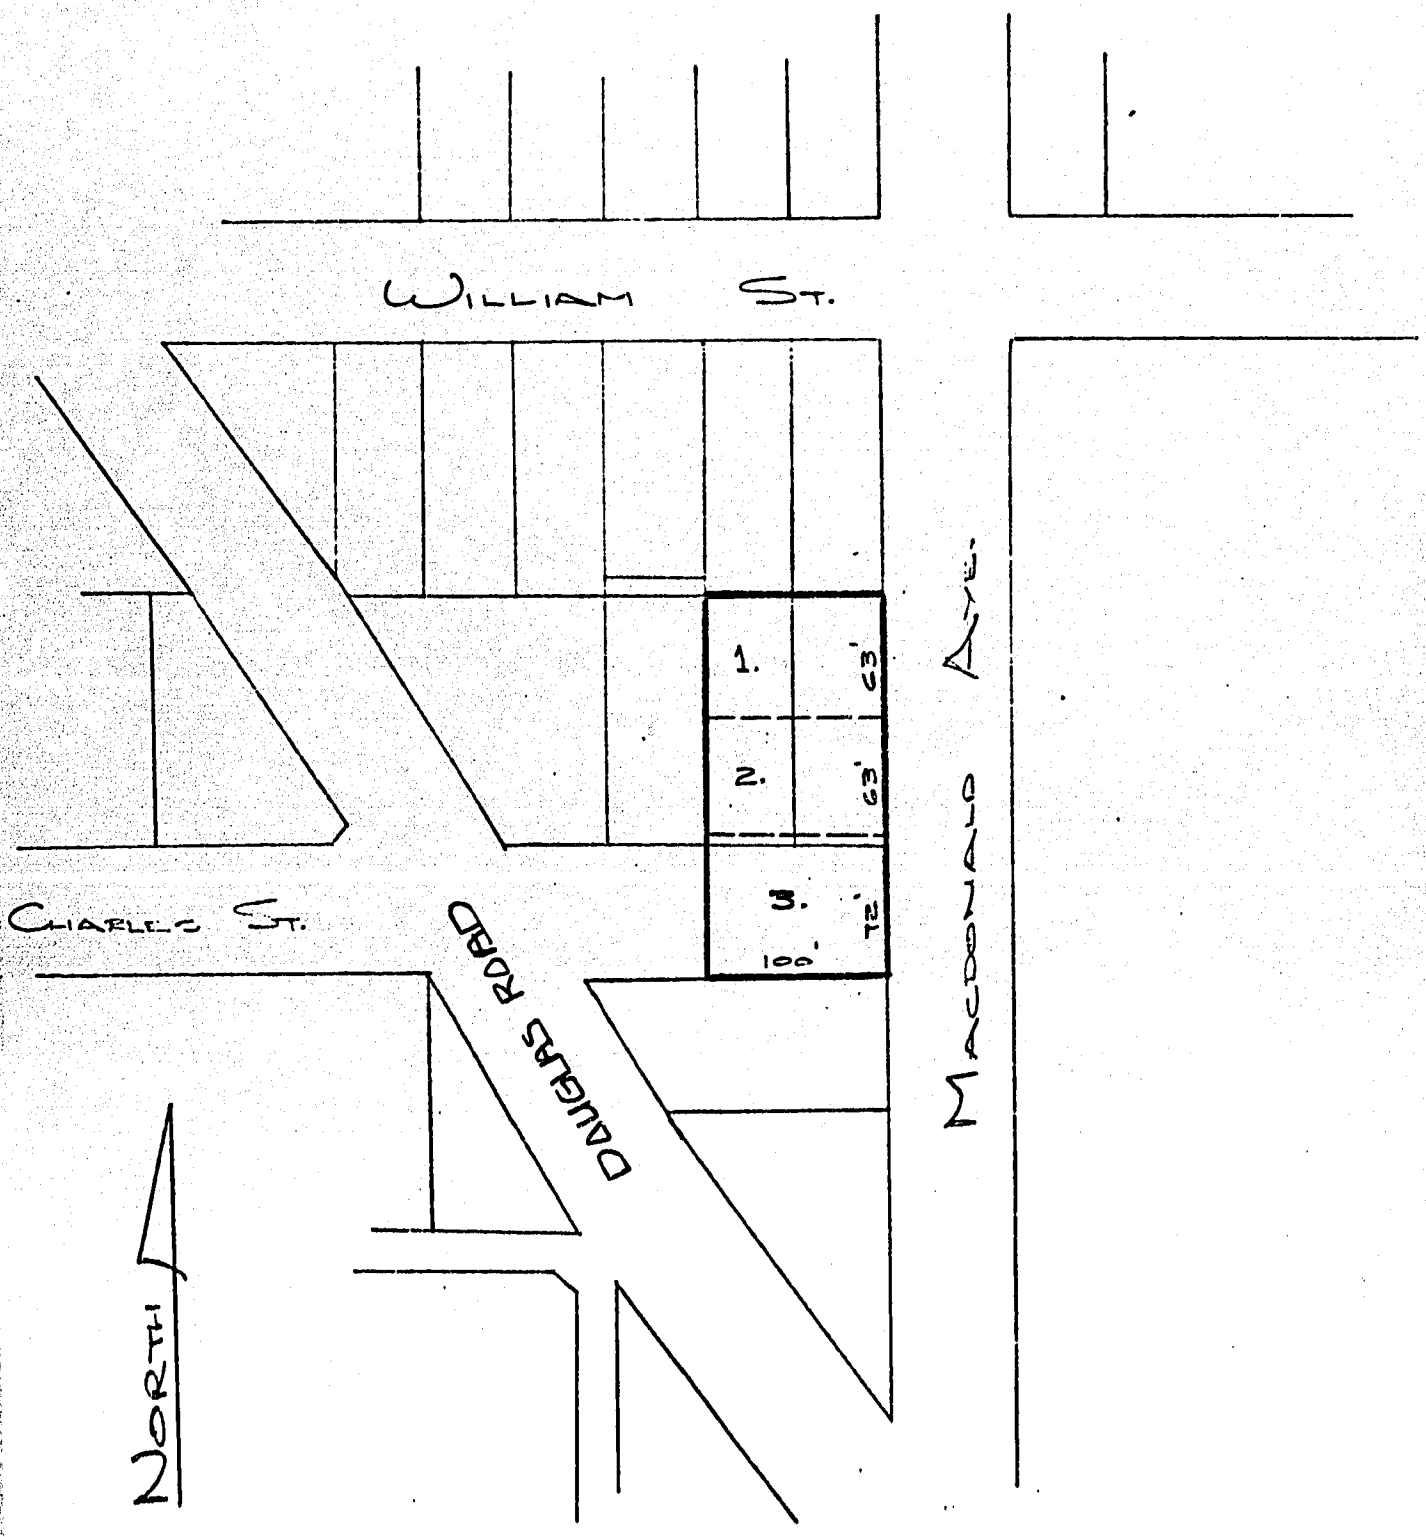 WILLIAM ST.
1.
63'
2.
63'
3.
72'
100'
MACDONALD AVE.
CHARLES ST.
DAUGLAS ROAD
NORTH